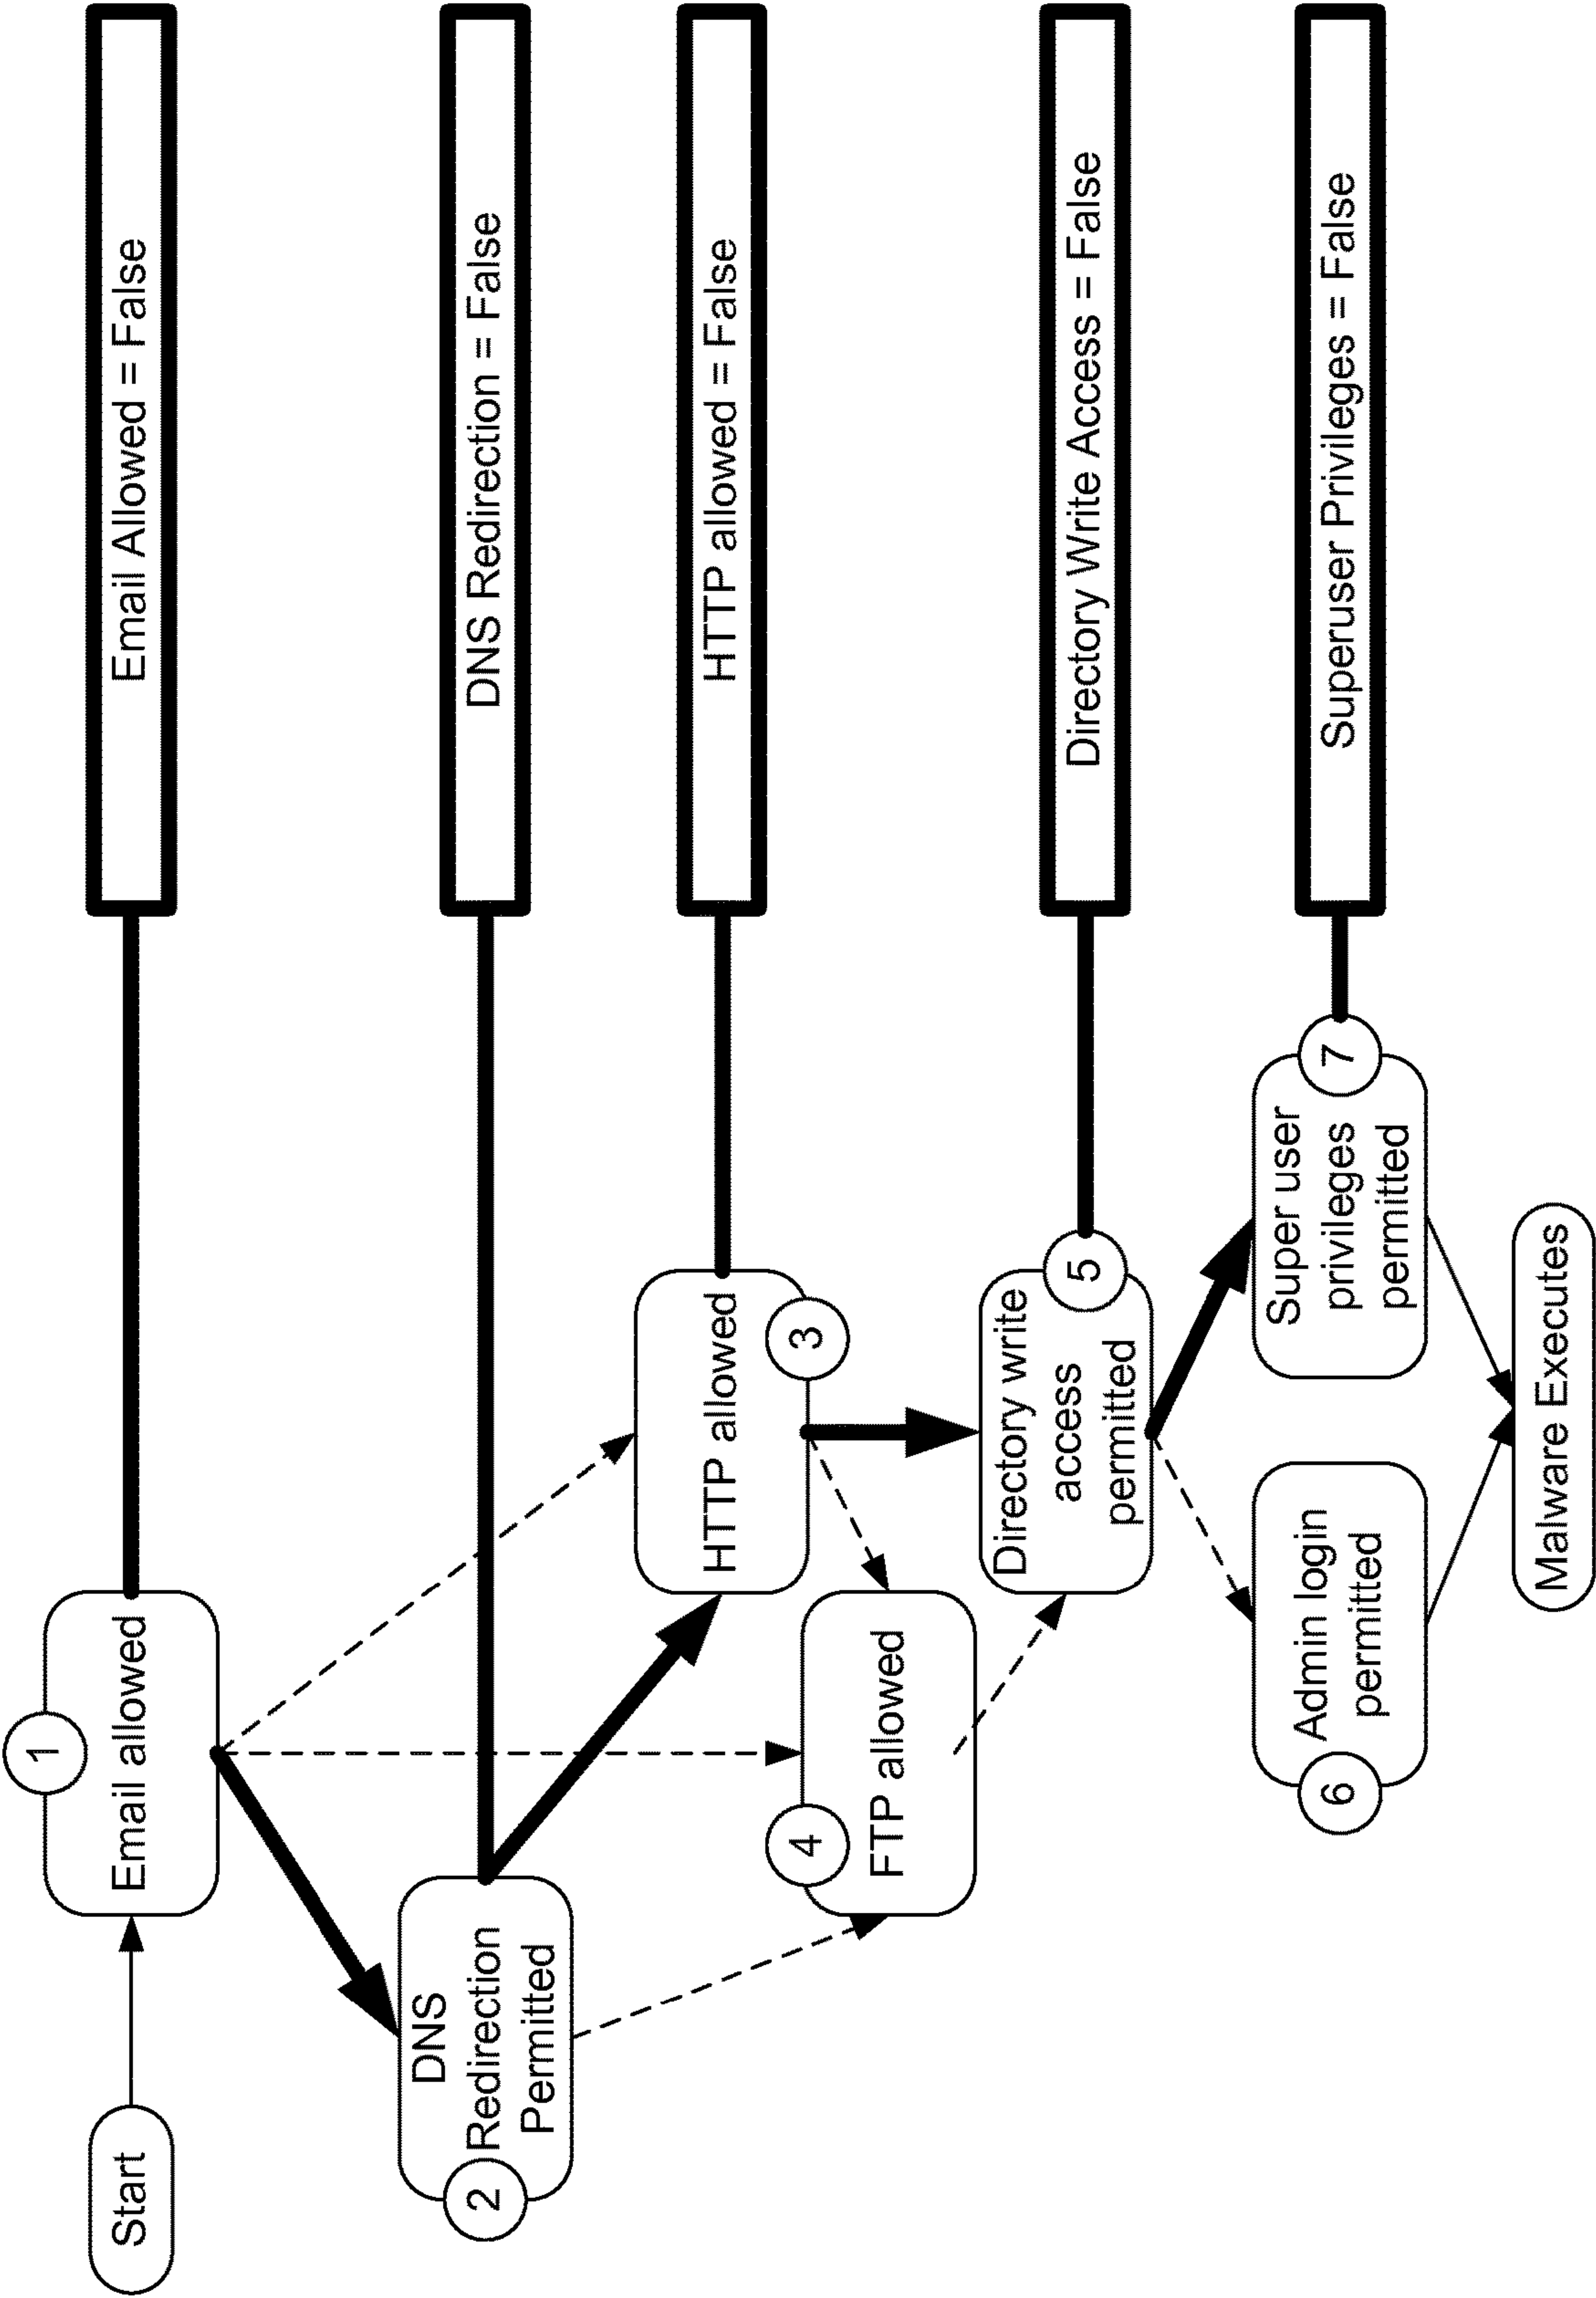 Start
1
Email allowed
Email Allowed = False
2
DNS
Redirection
Permitted
DNS Redirection = False
HTTP allowed
3
HTTP allowed = False
4
FTP allowed
Directory write
access
permitted
5
Directory Write Access = False
6
Admin login
permitted
Super user
privileges
permitted
7
Superuser Privileges = False
Malware Executes